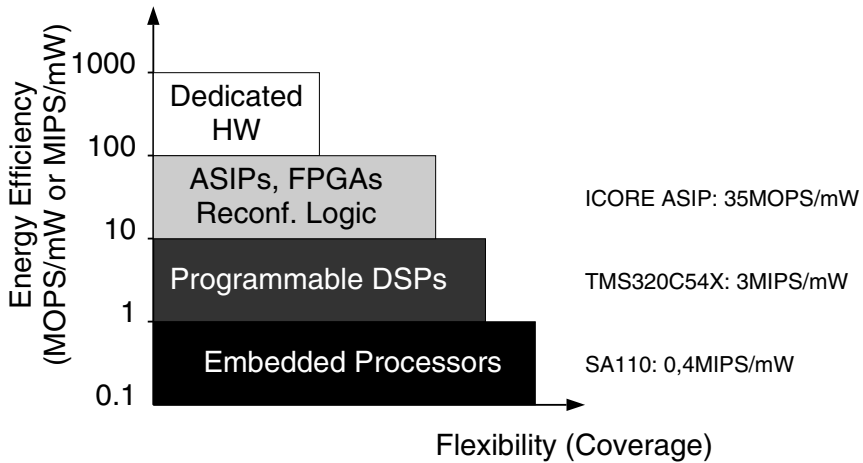 Energy Efficiency
(MOPS/mW or MIPS/mW)
1000
100
10
1
0.1
Dedicated
HW
ASIPs, FPGAs
Reconf. Logic
Programmable DSPs
Embedded Processors
ICORE ASIP: 35MOPS/mW
TMS320C54X: 3MIPS/mW
SA110: 0,4MIPS/mW
Flexibility (Coverage)